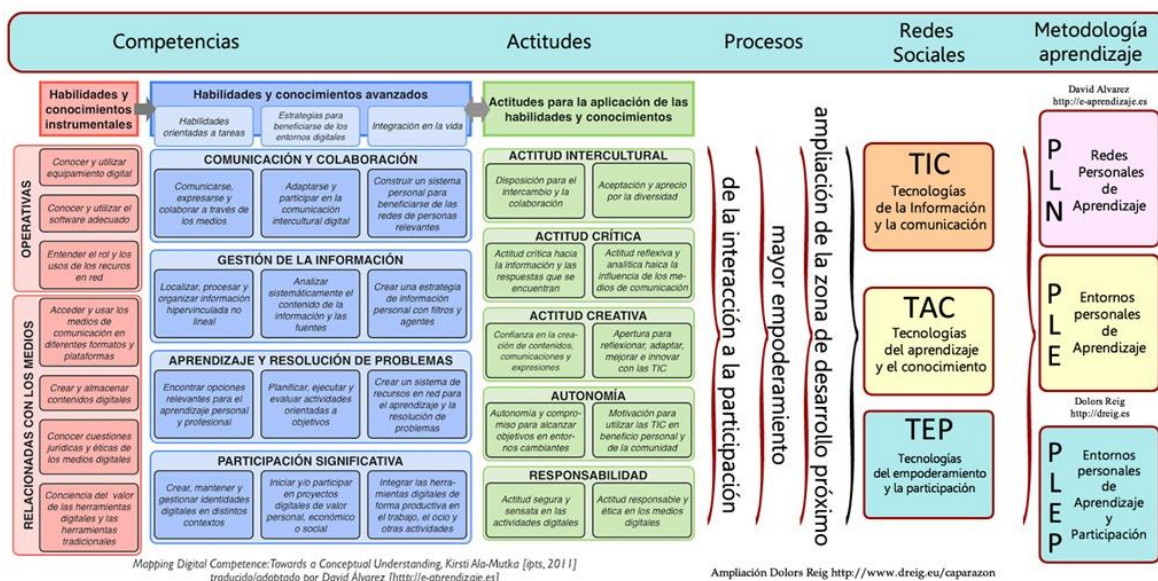 Competencias
Actitudes
Procesos
Redes
Sociales
Metodología
aprendizaje
Habilidades y
conocimientos
instrumentales
OPERATIVAS
Conocer y utilizar
equipamiento digital
Conocer y utilizar el
software adecuado
Entender el rol y los
usos de los recuros
en red
RELACIONADAS CON LOS MEDIOS
Acceder y usar los
medios de
comunicación en
diferentes formatos y
plataformas
Crear y almacenar
contenidos digitales
Conocer cuestiones
jurídicas y éticas de
los medios digitales
Conciencia del valor
de las herramientas
digitales y las
herramientas
tradicionales
Habilidades y conocimientos avanzados
Habilidades
orientadas a tareas
Estrategias para
beneficiarse de los
entornos digitales
Integración en la vida
COMUNICACIÓN Y COLABORACIÓN
Comunicarse,
expresarse y
colaborar a través de
los medios
Adaptarse y
participar en la
comunicación
intercultural digital
Construir un sistema
personal para
beneficiarse de las
redes de personas
relevantes
GESTIÓN DE LA INFORMACIÓN
Localizar, procesar y
organizar información
hipervinculada no
lineal
Analizar
sistemáticamente el
contenido de la
información y las
fuentes
Crear una estrategia
de información
personal con filtros y
agentes
APRENDIZAJE Y RESOLUCIÓN DE PROBLEMAS
Encontrar opciones
relevantes para el
aprendizaje personal
y profesional
Planificar, ejecutar y
evaluar actividades
orientadas a
objetivos
Crear un sistema de
recursos en red para
el aprendizaje y la
resolución de
problemas
PARTICIPACIÓN SIGNIFICATIVA
Crear, mantener y
gestionar identidades
digitales en distintos
contextos
Iniciar y/o participar
en proyectos
digitales de valor
personal, económico
o social
Integrar las herra-
mientas digitales de
forma productiva en
el trabajo, el ocio y
otras actividades
Actitudes para la aplicación de las
habilidades y conocimientos
ACTITUD INTERCULTURAL
Disposición para el
intercambio y la
colaboración
Aceptación y aprecio
por la diversidad
ACTITUD CRÍTICA
Actitud crítica hacia
la información y las
respuestas que se
encuentran
Actitud reflexiva y
analítica haica la
influencia de los me-
dios de comunicación
ACTITUD CREATIVA
Confianza en la crea-
ción de contenidos,
comunicaciones y
expresiones
Apertura para
reflexionar, adaptar,
mejorar e innovar
con las TIC
AUTONOMÍA
Autonomía y compro-
miso para alcanzar
objetivos en entor-
nos cambiantes
Motivación para
utilizar las TIC en
beneficio personal y
de la comunidad
RESPONSABILIDAD
Actitud segura y
sensata en las
actividades digitales
Actitud responsable y
ética en los medios
digitales
de la interacción a la participación
mayor empoderamiento
ampliación de la zona de desarrollo próximo
TIC
Tecnologías
de la Información
y la comunicación
TAC
Tecnologías
del aprendizaje
y el conocimiento
TEP
Tecnologías
del empoderamiento
y la participación
David Alvarez
http://e-aprendizaje.es
PLN
Redes
Personales
de
Aprendizaje
PLE
Entornos
personales
de
Aprendizaje
Dolors Reig
http://dreig.es
PLEP
Entornos
personales
de
Aprendizaje
y
Participación
Mapping Digital Competence: Towards a Conceptual Understanding, Kirsti Ala-Mutka [ipts, 2011]
traducido/adaptado por David Álvarez [http://e-aprendizaje.es]
Ampliación Dolors Reig http://www.dreig.eu/caparazon